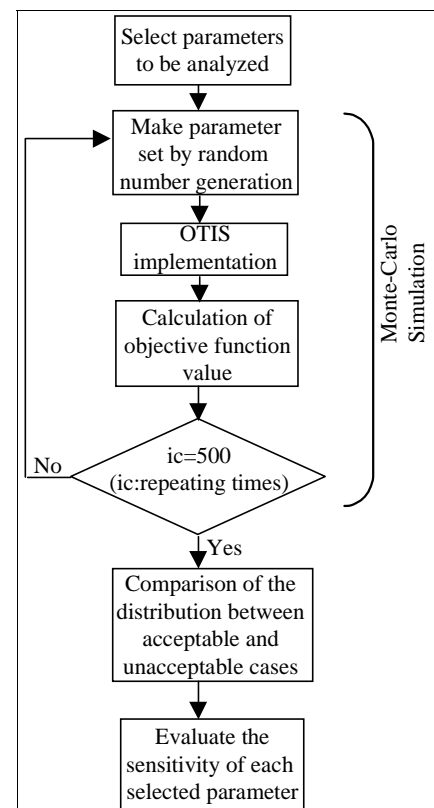 Select parameters
to be analyzed
Make parameter
set by random
number generation
OTIS
implementation
Calculation of
objective function
value
Monte-Carlo
Simulation
ic=500
(ic:repeating times)
No
Yes
Comparison of the
distribution between
acceptable and
unacceptable cases
Evaluate the
sensitivity of each
selected parameter